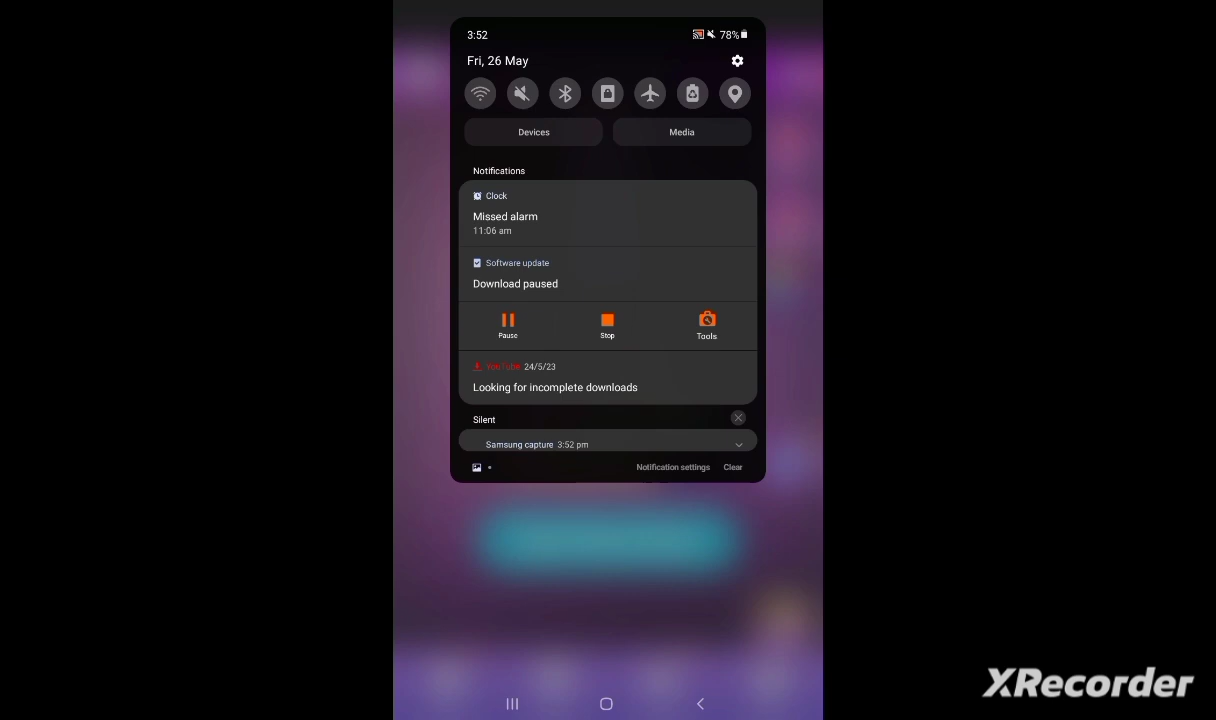 3:52
78%
Fri, 26 May
Devices
Media
Notifications
Clock
Missed alarm
11:06 am
Software update
Download paused
Pause
Stop
Tools
YouTube 24/5/23
Looking for incomplete downloads
Silent
Samsung capture 3:52 pm
Notification settings
Clear
XRecorder